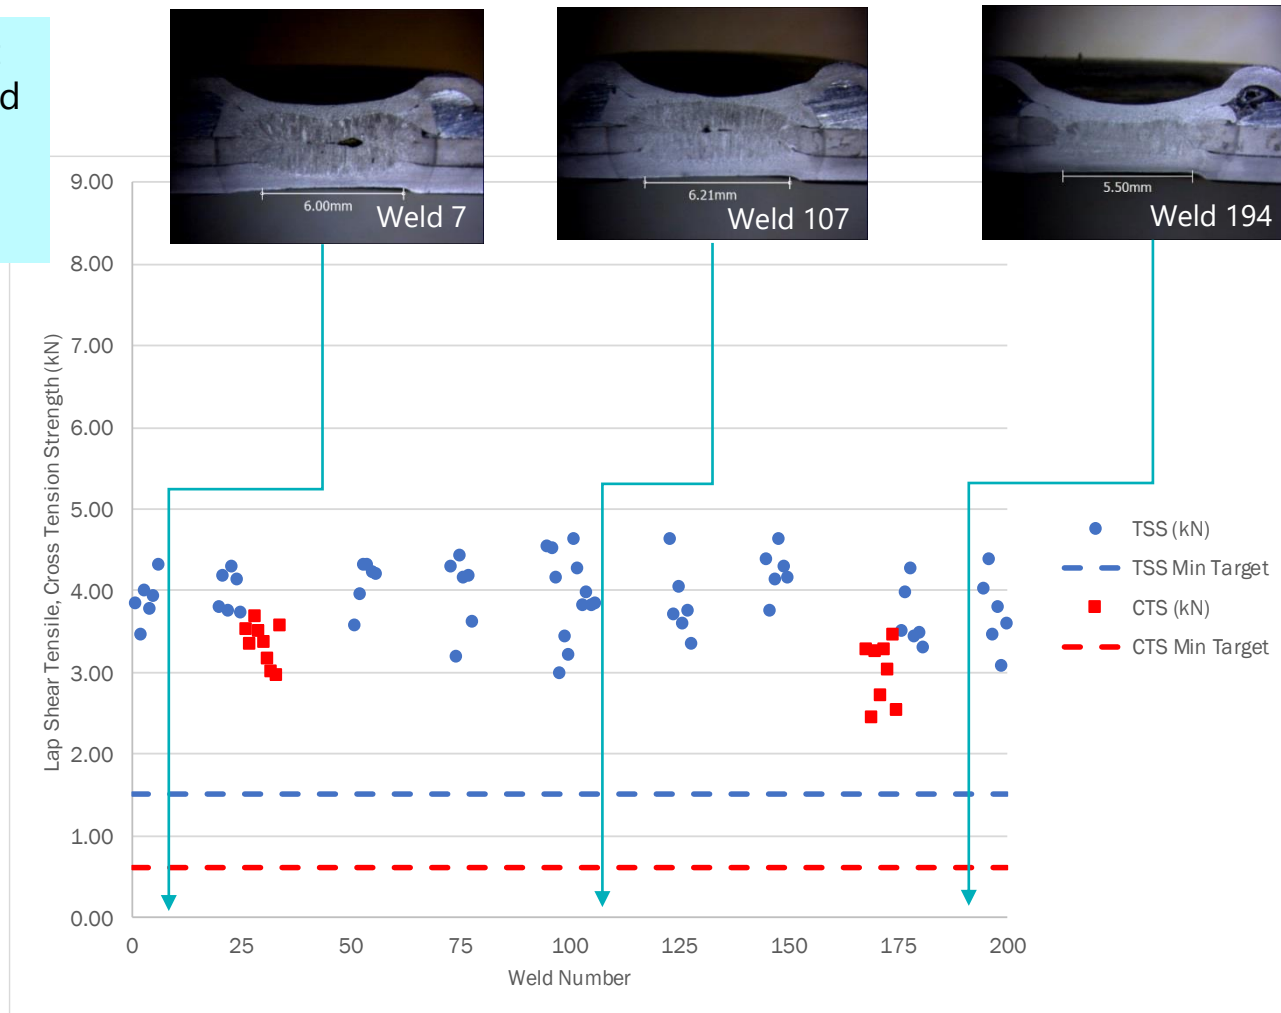 d
6.00mm
Weld 7
6.21mm
Weld 107
5.50mm
Weld 194
9.00
8.00
7.00
6.00
5.00
4.00
3.00
2.00
1.00
0.00
Lap Shear Tensile, Cross Tension Strength (kN)
0 25 50 75 100 125 150 175 200
Weld Number
TSS (kN)
TSS Min Target
CTS (kN)
CTS Min Target